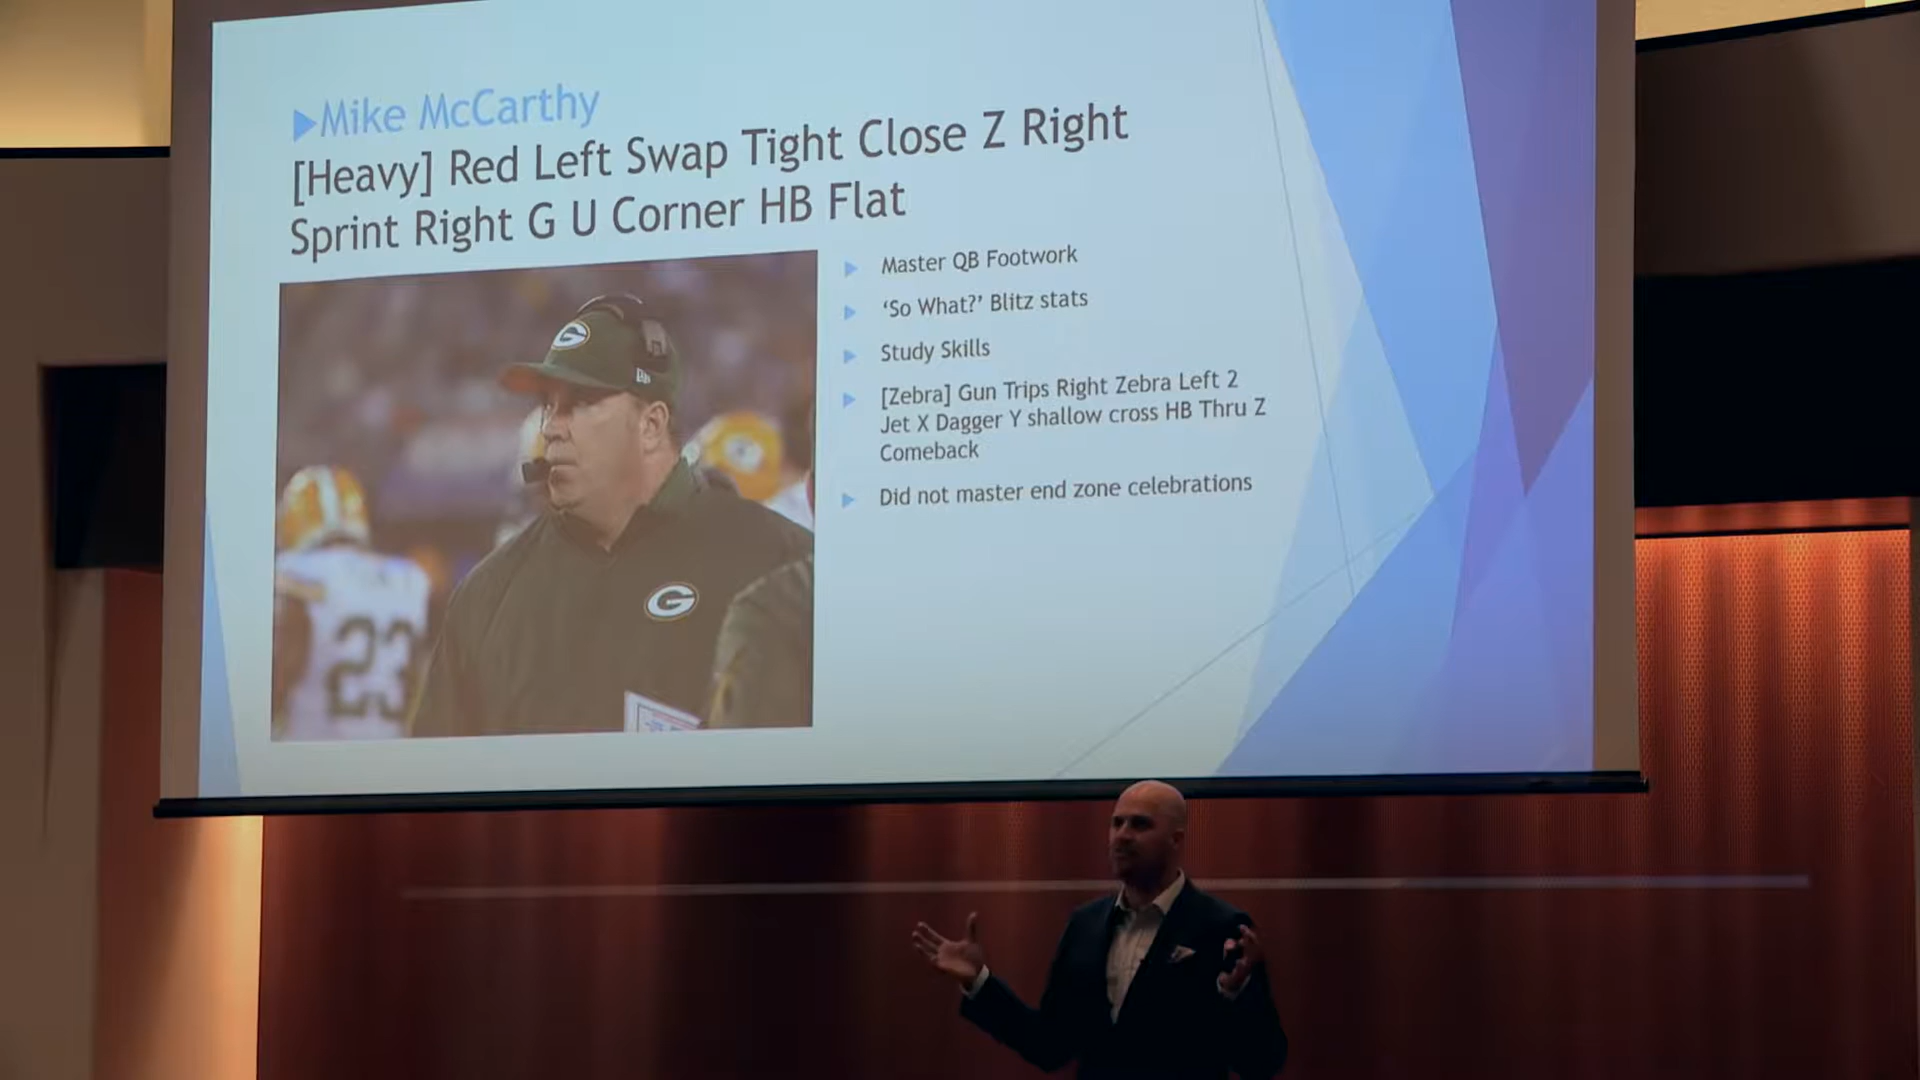 Mike McCarthy
[Heavy] Red Left Swap Tight Close Z Right
Sprint Right G U Corner HB Flat
Master QB Footwork
‘So What?’ Blitz stats
Study Skills
[Zebra] Gun Trips Right Zebra Left 2
Jet X Dagger Y shallow cross HB Thru Z
Comeback
Did not master end zone celebrations
G
G
23